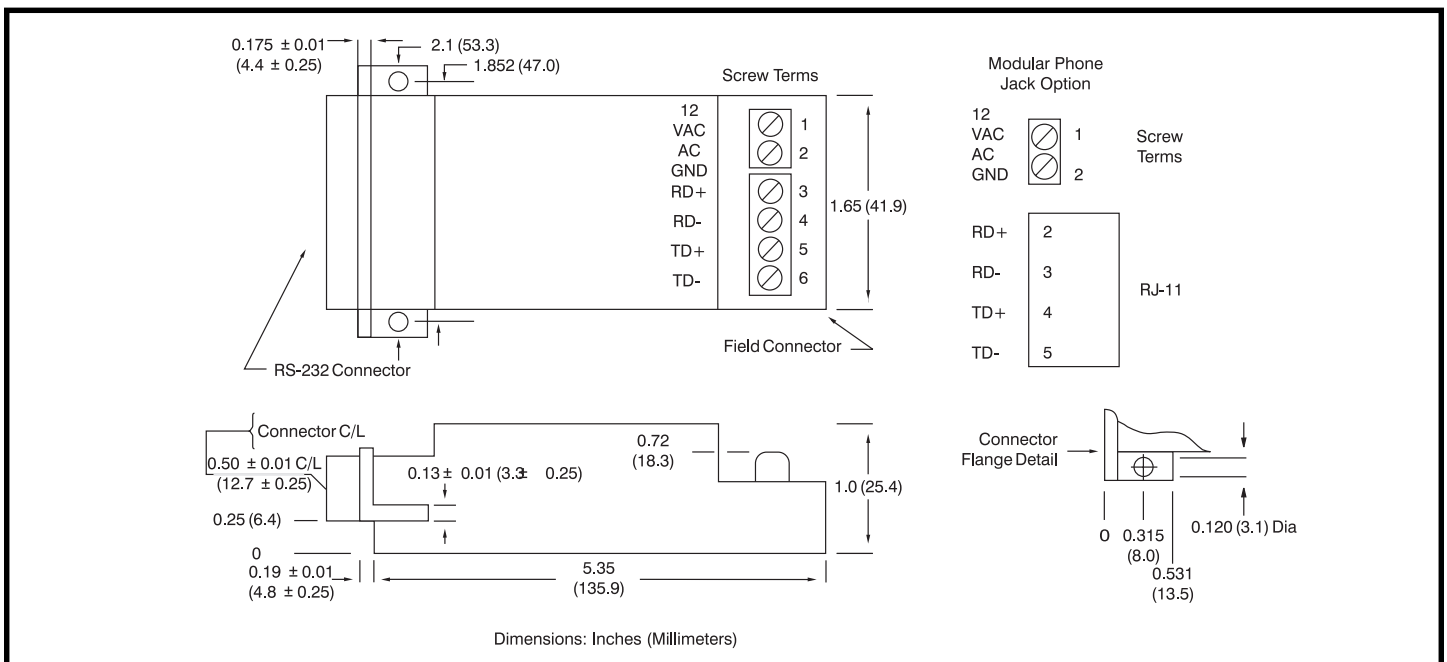 0.175 ± 0.01
(4.4 ± 0.25)
2.1 (53.3)
1.852 (47.0)
Screw Terms
12
VAC
AC
GND
RD+
RD-
TD+
TD-
1
2
3
4
5
6
1.65 (41.9)
RS-232 Connector
Field Connector
Modular Phone
Jack Option
12
VAC
AC
GND
1
2
Screw
Terms
RD+ 2
RD- 3
TD+ 4
TD- 5
RJ-11
Connector C/L
0.50 ± 0.01 C/L
(12.7 ± 0.25)
0.25 (6.4)
0
0.19 ± 0.01
(4.8 ± 0.25)
0.13 ± 0.01 (3.3 ± 0.25)
0.72
(18.3)
1.0 (25.4)
5.35
(135.9)
Connector
Flange Detail
0 0.315
(8.0)
0.531
(13.5)
0.120 (3.1) Dia
Dimensions: Inches (Millimeters)